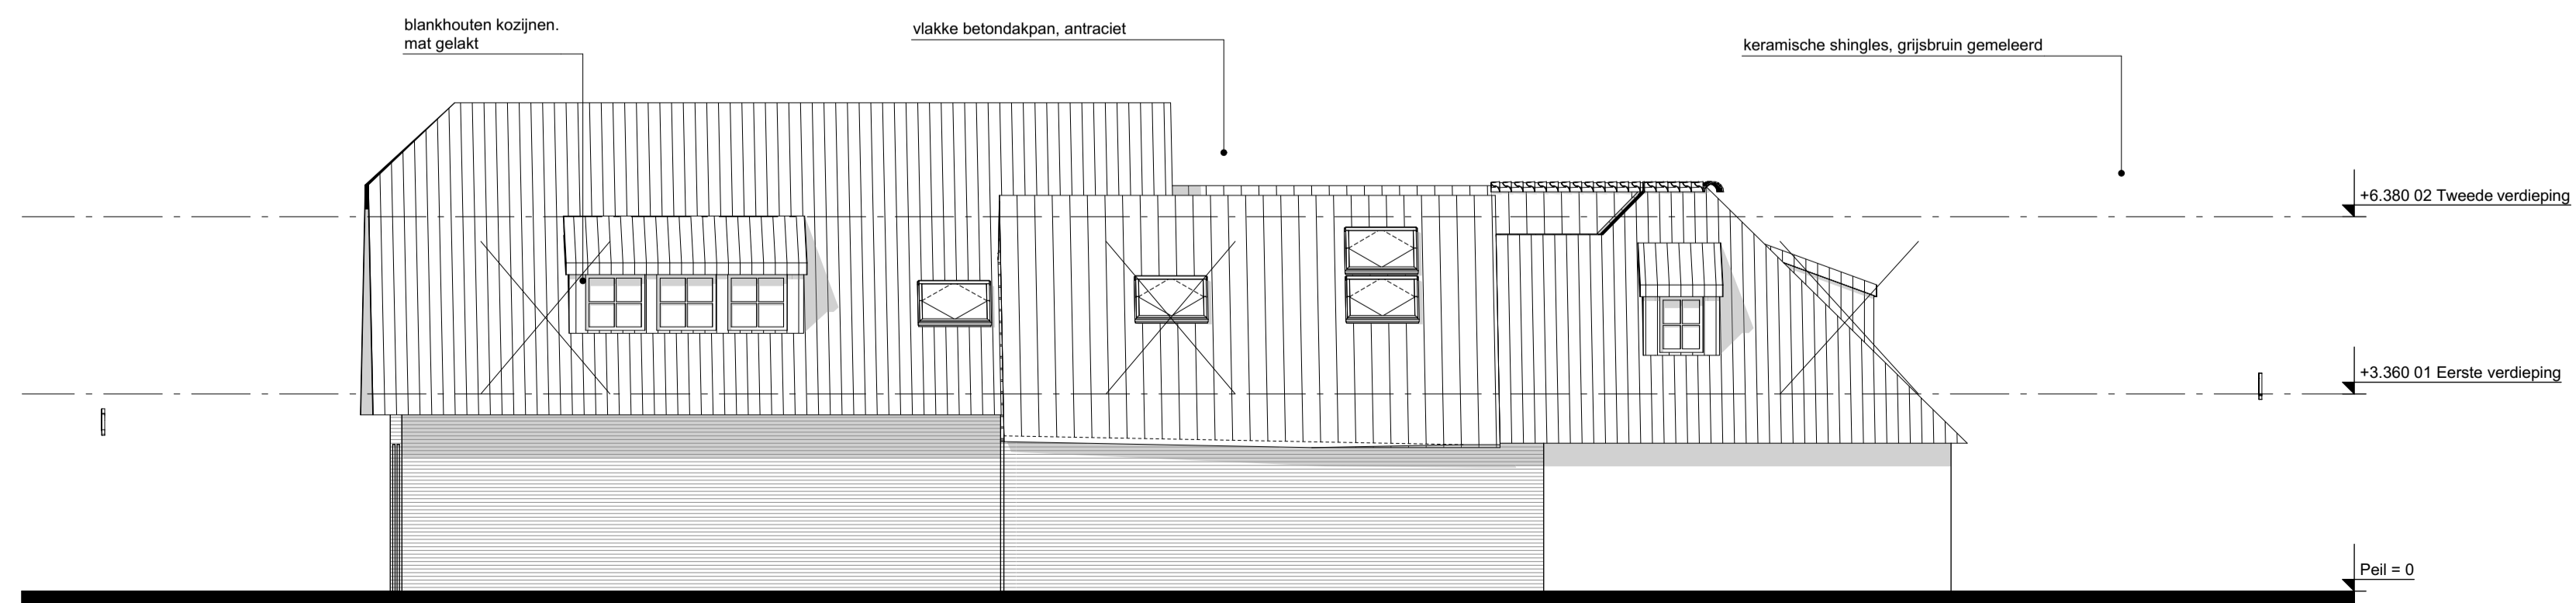 blankhouten kozijnen.
mat gelakt
vlakke betondakpan, antraciet
keramische shingles, grijsbruin gemeleerd
+6.380 02 Tweede verdieping
+3.360 01 Eerste verdieping
Peil = 0